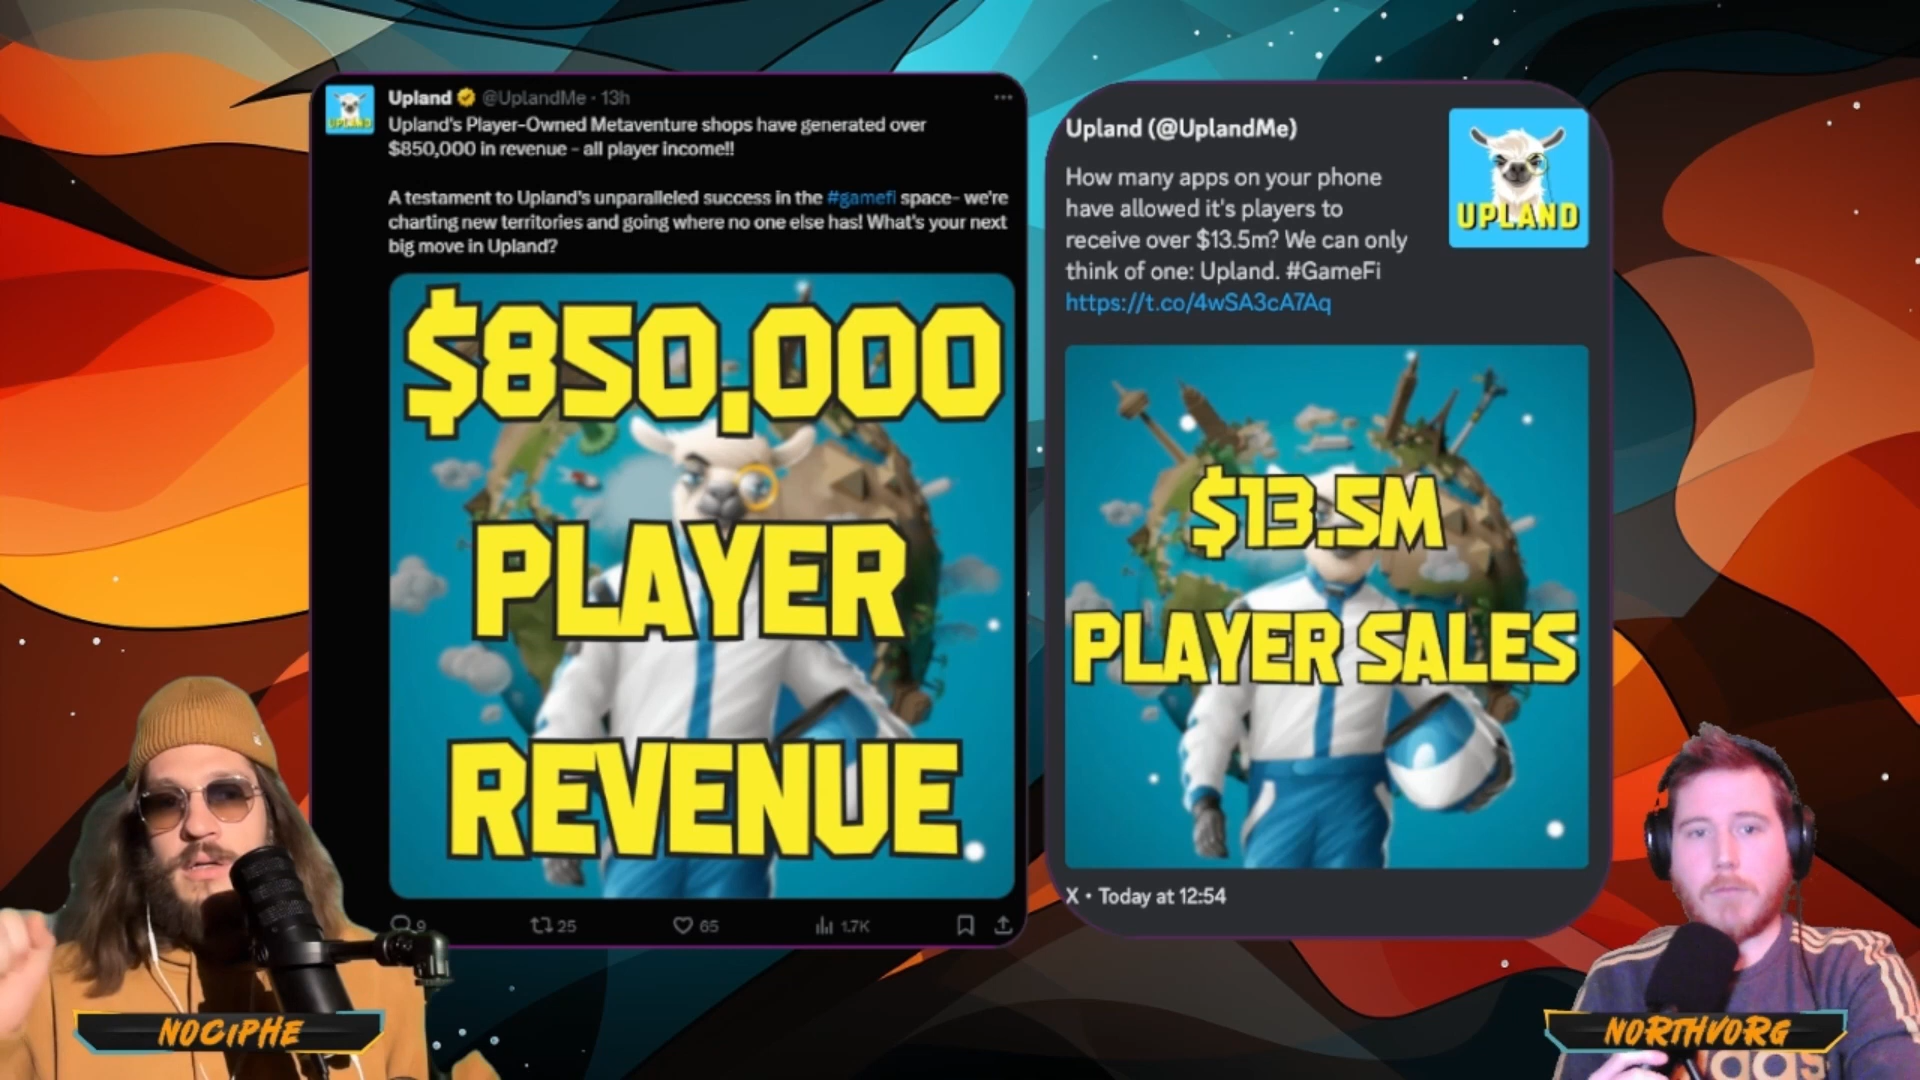 Upland @UplandMe · 13h
Upland's Player-Owned Metaventure shops have generated over
$850,000 in revenue - all player income!!
A testament to Upland's unparalleled success in the #gamefi space- we're
charting new territories and going where no one else has! What's your next
big move in Upland?
$850,000
PLAYER
REVENUE
9 25 65 1.7K
UPLAND
Upland (@UplandMe)
How many apps on your phone
have allowed it's players to
receive over $13.5m? We can only
think of one: Upland. #GameFi
https://t.co/4wSA3cA7Aq
UPLAND
$13.5M
PLAYER SALES
X • Today at 12:54
NOCIPHE
NORTHVORG